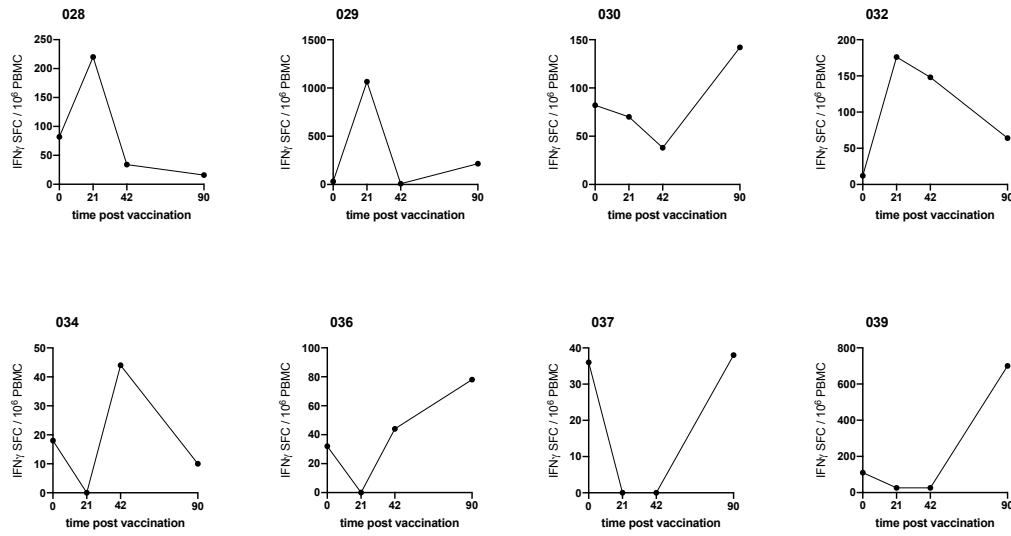 028
IFNγ SFC / 10⁶ PBMC
250
200
150
100
50
0
0 21 42 90
time post vaccination
029
IFNγ SFC / 10⁶ PBMC
1500
1000
500
0
0 21 42 90
time post vaccination
030
IFNγ SFC / 10⁶ PBMC
150
100
50
0
0 21 42 90
time post vaccination
032
IFNγ SFC / 10⁶ PBMC
200
150
100
50
0
0 21 42 90
time post vaccination
034
IFNγ SFC / 10⁶ PBMC
50
40
30
20
10
0
0 21 42 90
time post vaccination
036
IFNγ SFC / 10⁶ PBMC
100
80
60
40
20
0
0 21 42 90
time post vaccination
037
IFNγ SFC / 10⁶ PBMC
40
30
20
10
0
0 21 42 90
time post vaccination
039
IFNγ SFC / 10⁶ PBMC
800
600
400
200
0
0 21 42 90
time post vaccination